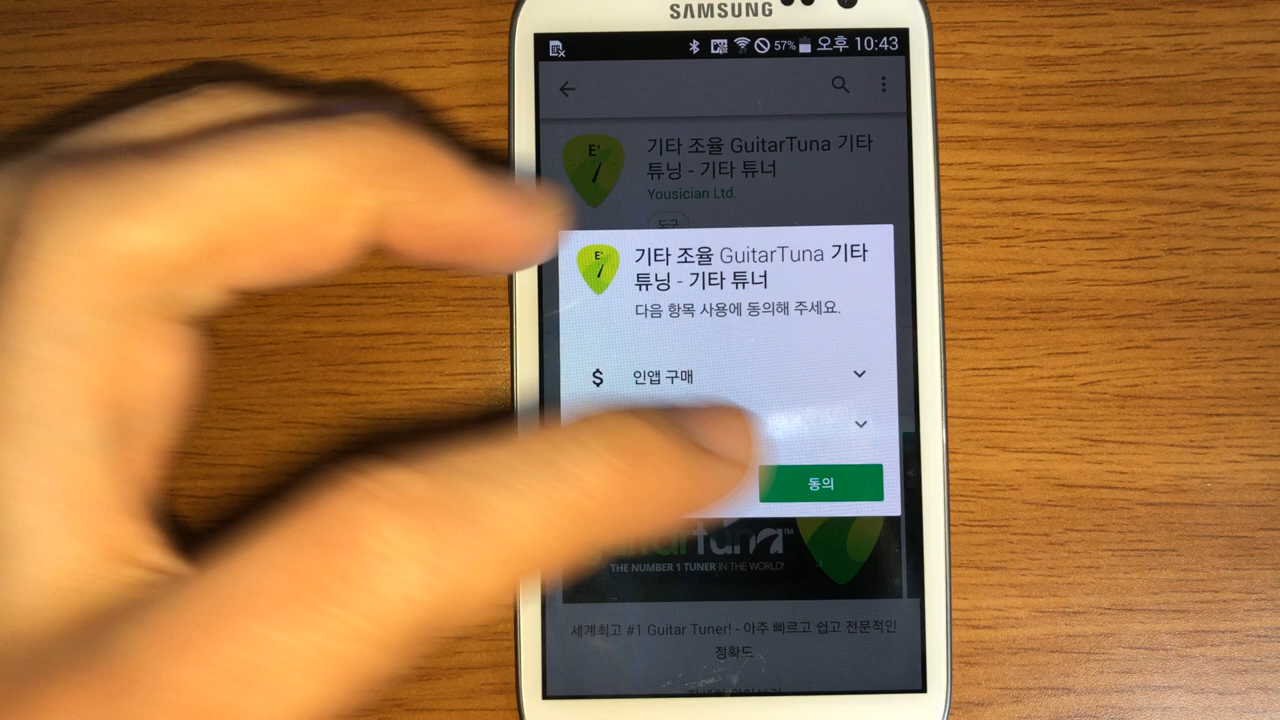 SAMSUNG
57% 오후 10:43
기타 조율 GuitarTuna 기타
튜닝 - 기타 튜너
Yousician Ltd.
도구
E
기타 조율 GuitarTuna 기타
튜닝 - 기타 튜너
다음 항목 사용에 동의해 주세요.
E
$ 인앱 구매
동의
THE NUMBER 1 TUNER IN THE WORLD!
세계최고 #1 Guitar Tuner! - 아주 빠르고 쉽고 전문적인
정확도